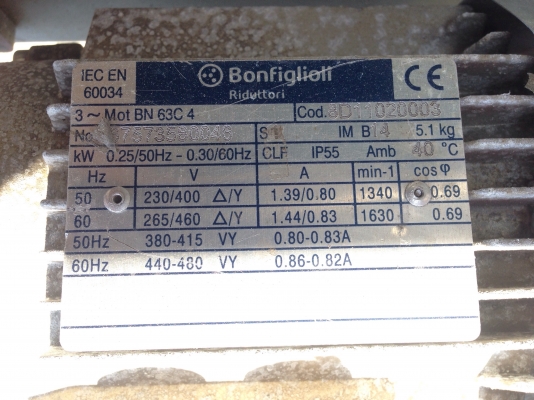 IEC EN
60034
Bonfiglioli
Riduttori
CE
3 ~ Mot BN 63C 4 Cod. 8D11020003
No S1 IM B14 5.1 kg
kW 0.25/50Hz - 0.30/60Hz CLF IP55 Amb 40 °C
Hz V A min-1 cosφ
50 230/400 Δ/Y 1.39/0.80 1340 0.69
60 265/460 Δ/Y 1.44/0.83 1630 0.69
50Hz 380-415 VY 0.80-0.83A
60Hz 440-480 VY 0.86-0.82A